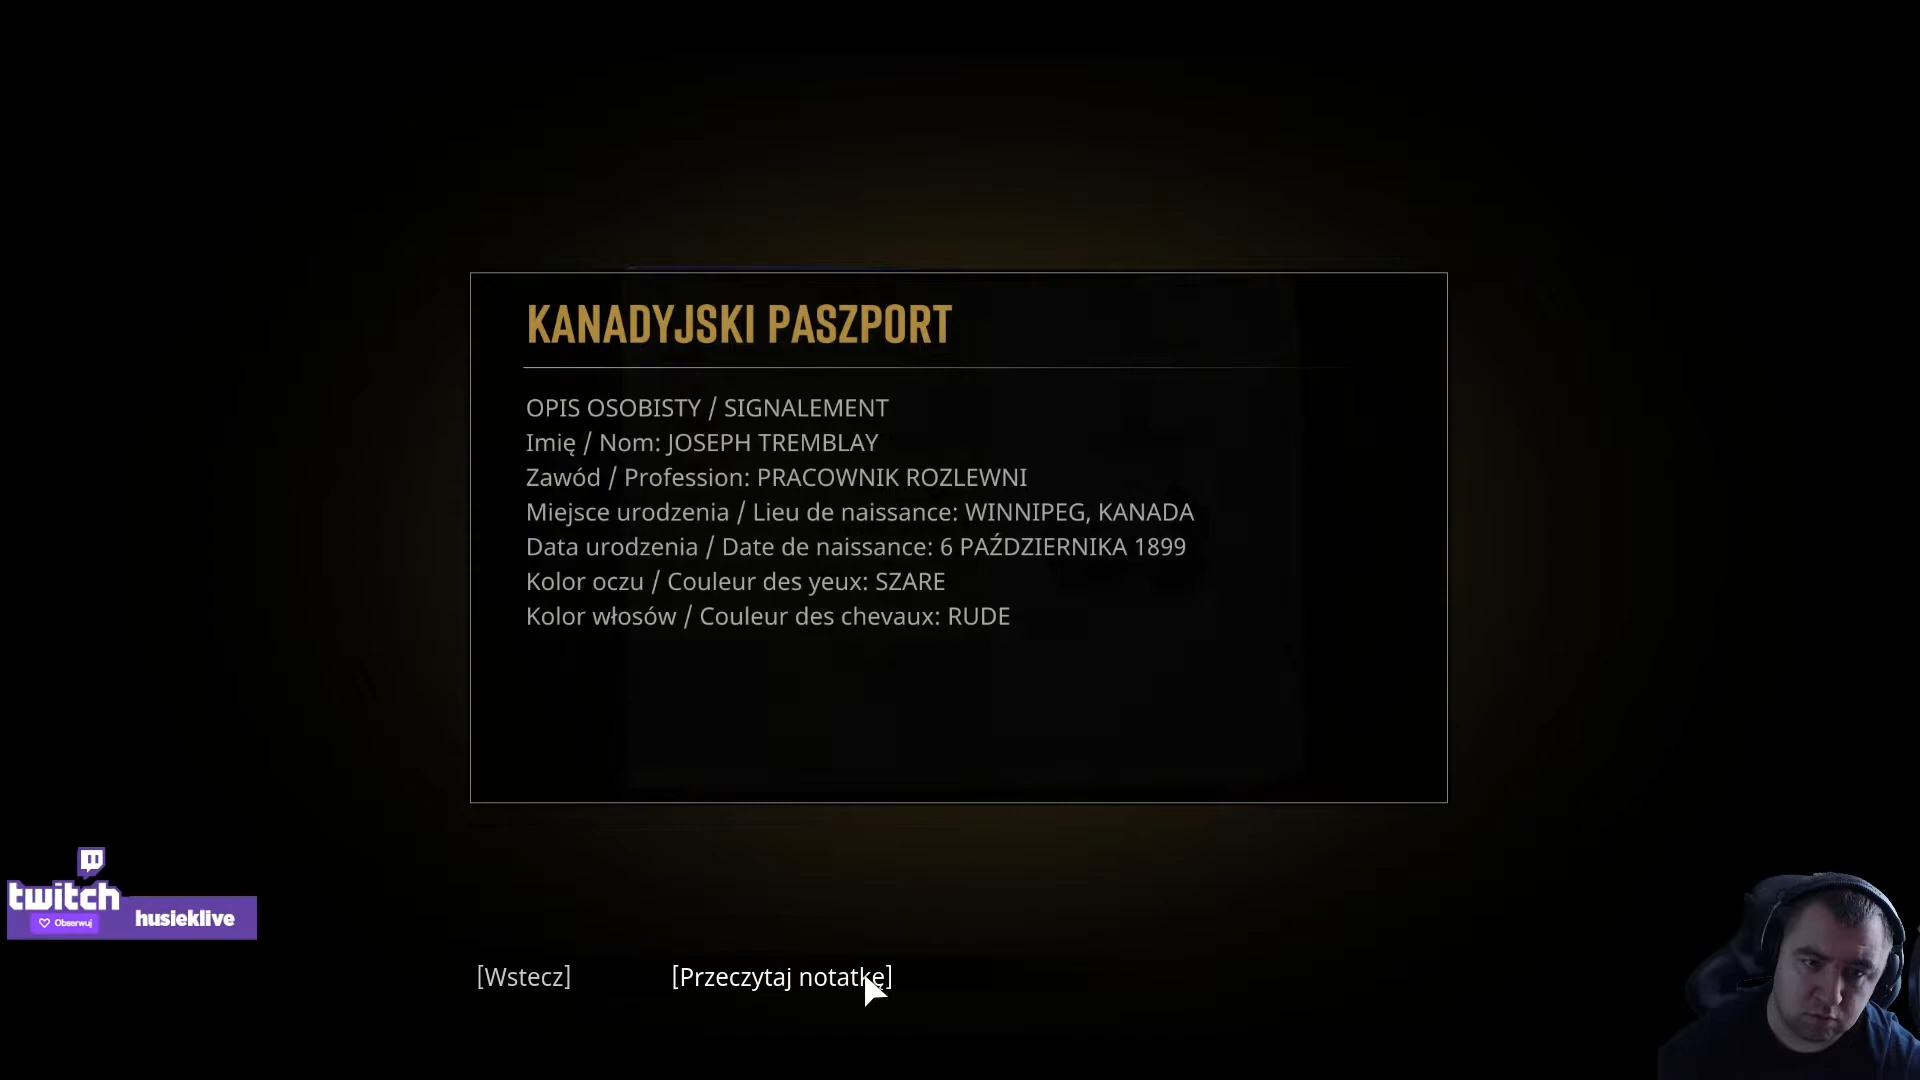 KANADYJSKI PASZPORT
OPIS OSOBISTY / SIGNALEMENT
Imię / Nom: JOSEPH TREMBLAY
Zawód / Profession: PRACOWNIK ROZLEWNI
Miejsce urodzenia / Lieu de naissance: WINNIPEG, KANADA
Data urodzenia / Date de naissance: 6 PAŹDZIERNIKA 1899
Kolor oczu / Couleur des yeux: SZARE
Kolor włosów / Couleur des chevaux: RUDE
twitch
Obserwuj
husieklive
[Wstecz]
[Przeczytaj notatkę]